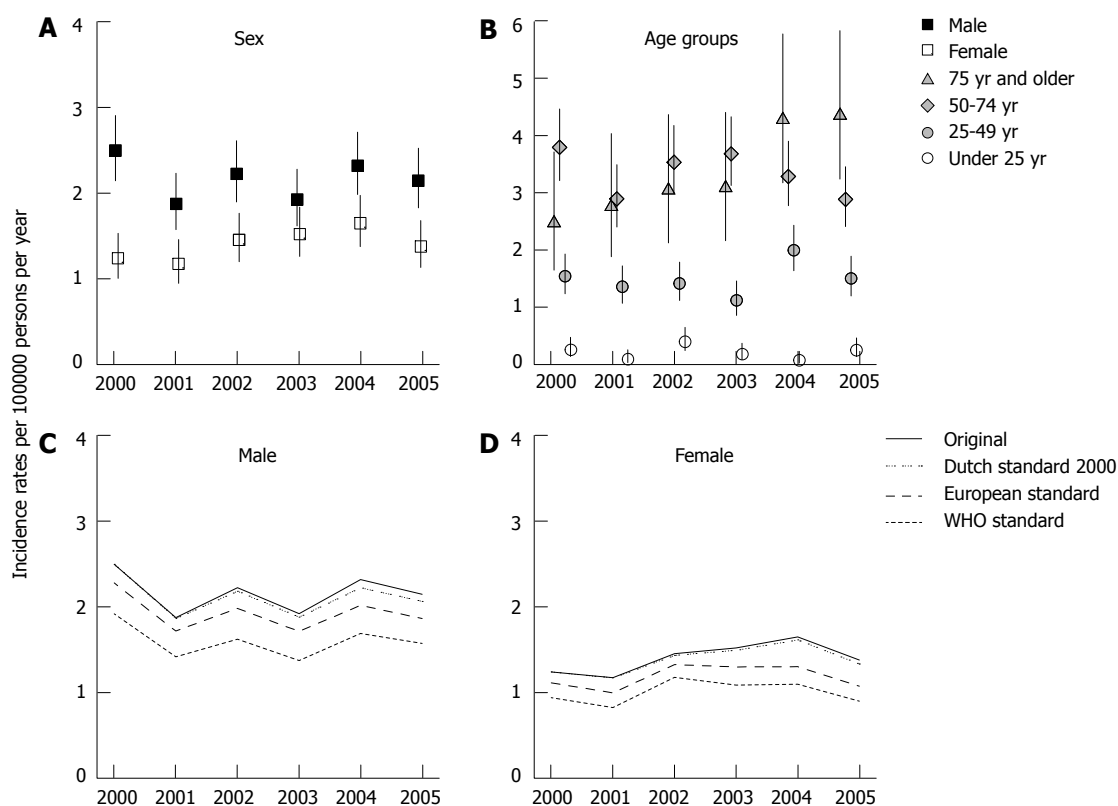 Incidence rates per 100000 persons per year
A
Sex
4
3
2
1
0
2000 2001 2002 2003 2004 2005
B
Age groups
6
5
4
3
2
1
0
2000 2001 2002 2003 2004 2005
Male
Female
75 yr and older
50-74 yr
25-49 yr
Under 25 yr
C
Male
4
3
2
1
0
2000 2001 2002 2003 2004 2005
D
Female
4
3
2
1
0
2000 2001 2002 2003 2004 2005
Original
Dutch standard 2000
European standard
WHO standard